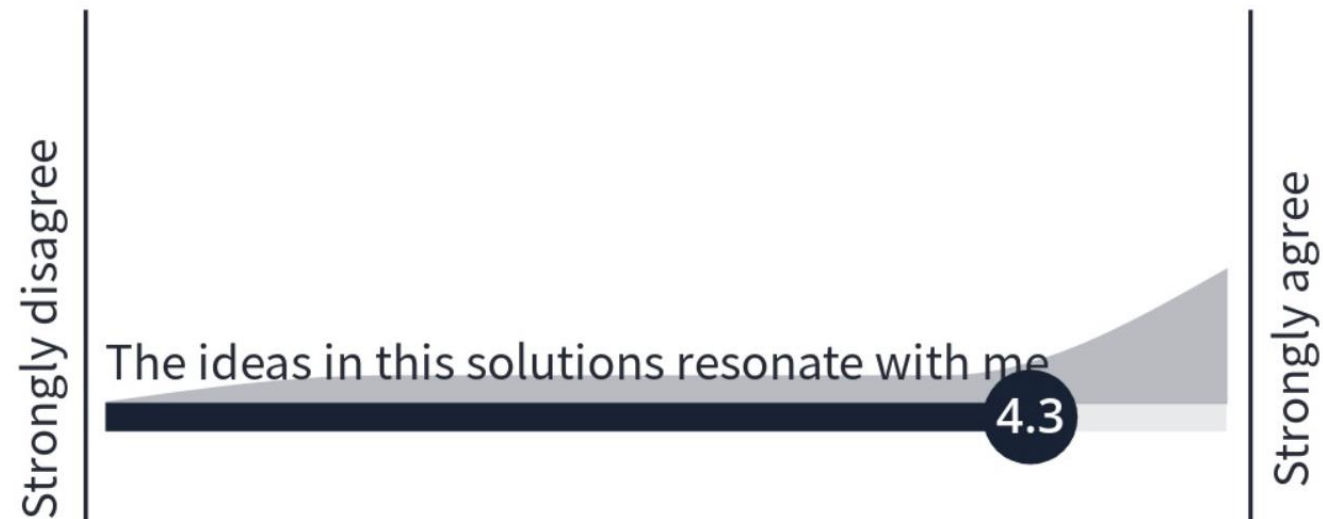 Strongly disagree
The ideas in this solutions resonate with me
4.3
Strongly agree